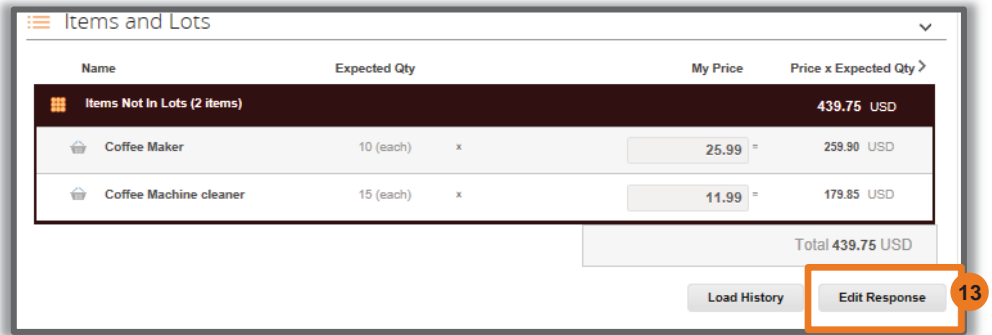 Items and Lots
Name Expected Qty My Price Price x Expected Qty >
Items Not In Lots (2 items) 439.75 USD
Coffee Maker 10 (each) x 25.99 = 259.90 USD
Coffee Machine cleaner 15 (each) x 11.99 = 179.85 USD
Total 439.75 USD
Load History Edit Response 13